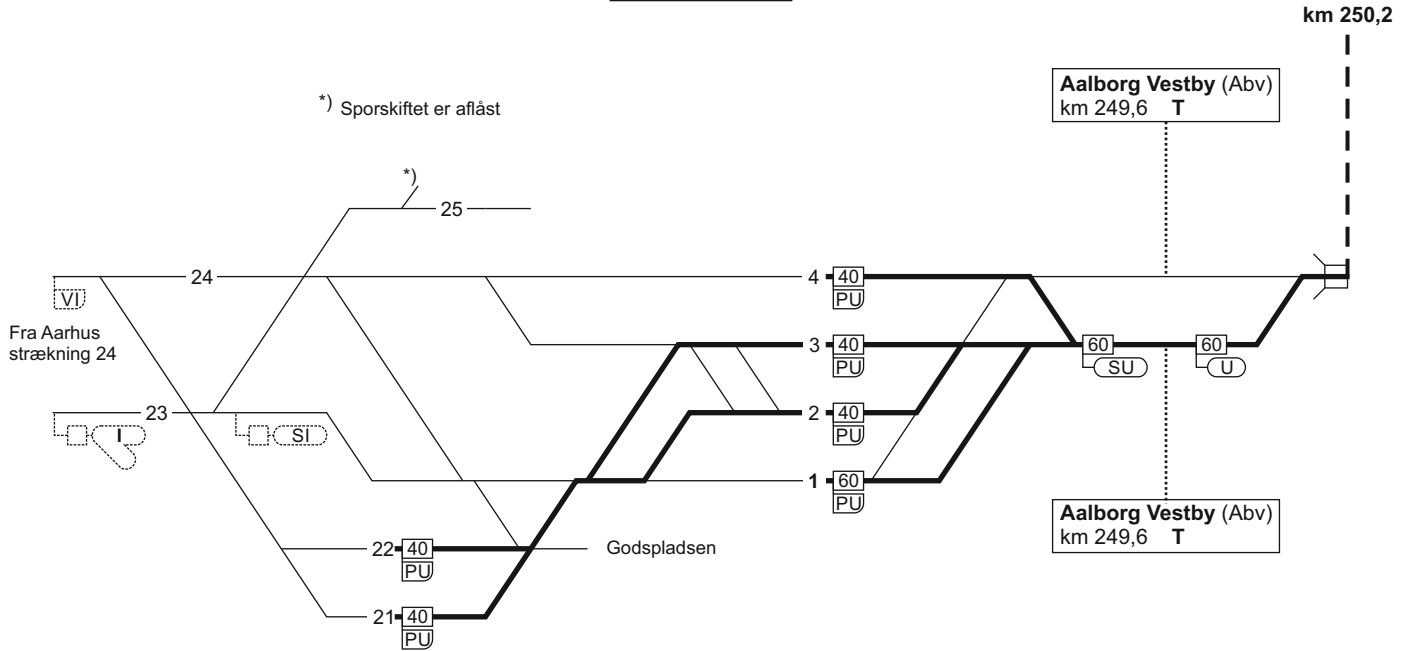 km 250,2
Aalborg Vestby (Abv)
km 249,6 T
*) Sporskiftet er aflåst
*)
25
24
4 40
PU
VI
Fra Aarhus
strækning 24
3 40
PU
60
SU
60
U
23
I
SI
2 40
PU
1 60
PU
Aalborg Vestby (Abv)
km 249,6 T
22 40
PU
Godspladsen
21 40
PU